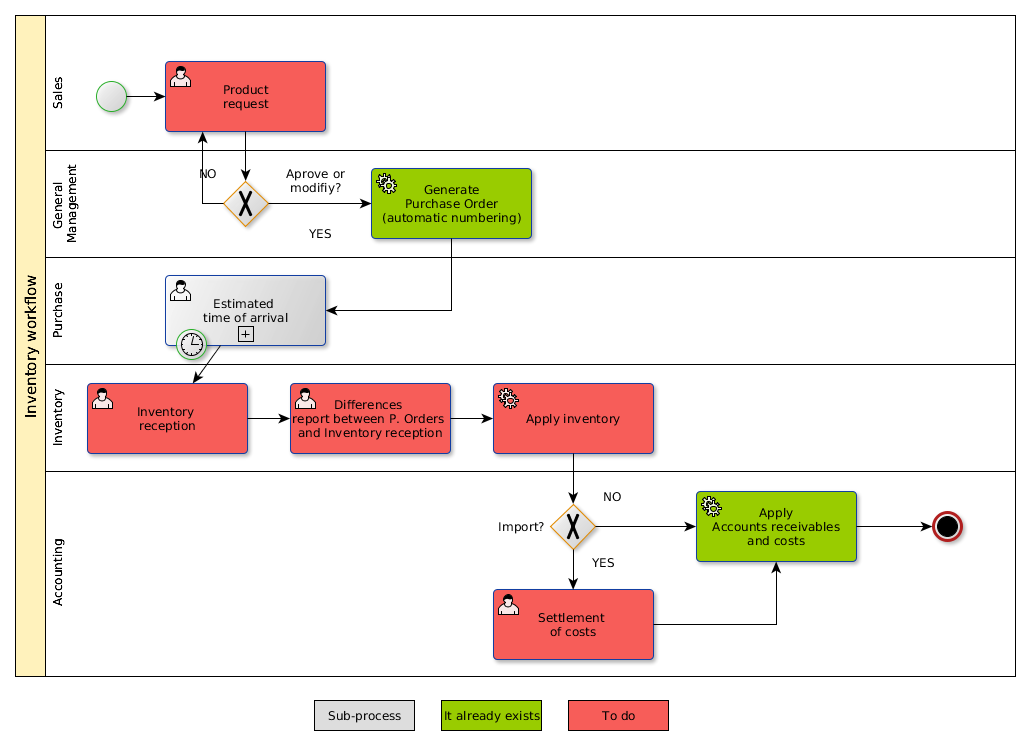 Inventory workflow
Sales
Product
request
General
Management
NO
Aprove or
modifiy?
YES
Generate
Purchase Order
(automatic numbering)
Purchase
Estimated
time of arrival
Inventory
Inventory
reception
Differences
report between P. Orders
and Inventory reception
Apply inventory
Accounting
Import?
NO
YES
Apply
Accounts receivables
and costs
Settlement
of costs
Sub-process
It already exists
To do